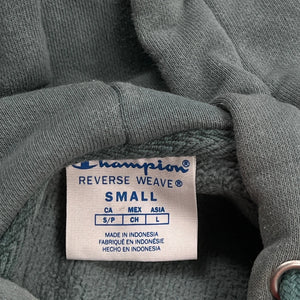 Champion
REVERSE WEAVE®
SMALL
CA MEX ASIA
S/P CH L
MADE IN INDONESIA
FABRIQUÉ EN INDONÉSIE
HECHO EN INDONESIA